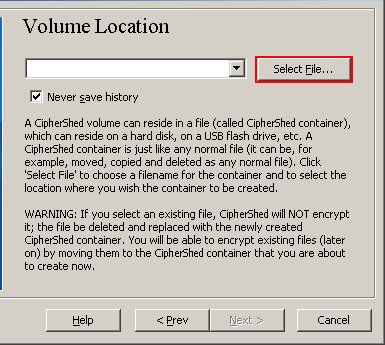 Volume Location
Select File...
Never save history
A CipherShed volume can reside in a file (called CipherShed container),
which can reside on a hard disk, on a USB flash drive, etc. A
CipherShed container is just like any normal file (it can be, for
example, moved, copied and deleted as any normal file). Click
'Select File' to choose a filename for the container and to select the
location where you wish the container to be created.
WARNING: If you select an existing file, CipherShed will NOT encrypt
it; the file be deleted and replaced with the newly created
CipherShed container. You will be able to encrypt existing files (later
on) by moving them to the CipherShed container that you are about
to create now.
Help
< Prev
Next >
Cancel